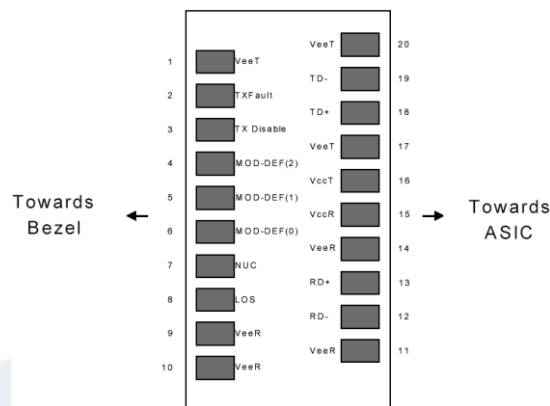 VeeT 20
1 VeeT
TD- 19
2 TXFault
TD+ 18
3 TX Disable
VeeT 17
4 MOD-DEF(2)
VccT 16
5 MOD-DEF(1)
Towards
Bezel
VccR 15
Towards
ASIC
6 MOD-DEF(0)
VeeR 14
7 NUC
RD+ 13
8 LOS
RD- 12
9 VeeR
VeeR 11
10 VeeR